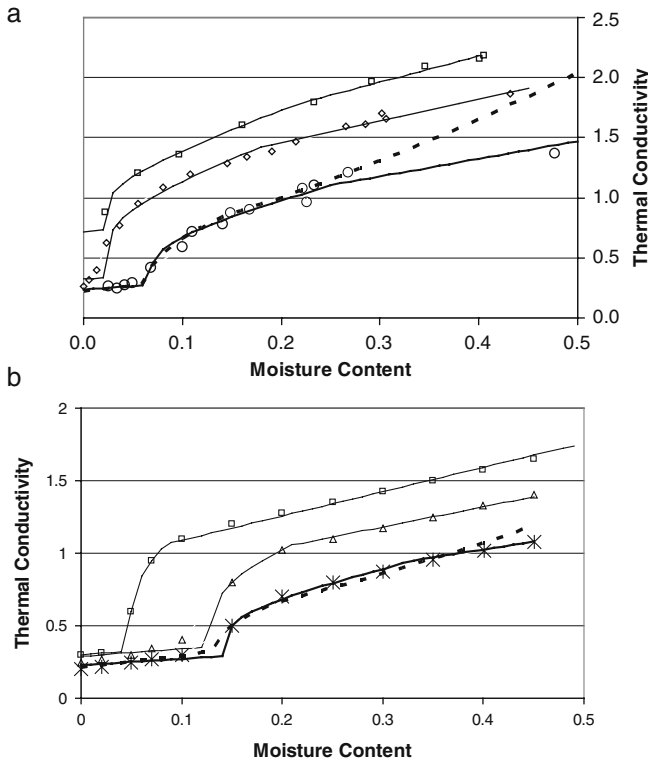 a
2.5
2.0
1.5
1.0
0.5
0.0
Thermal Conductivity
0.0 0.1 0.2 0.3 0.4 0.5
Moisture Content
b
2
1.5
1
0.5
0
Thermal Conductivity
0 0.1 0.2 0.3 0.4 0.5
Moisture Content